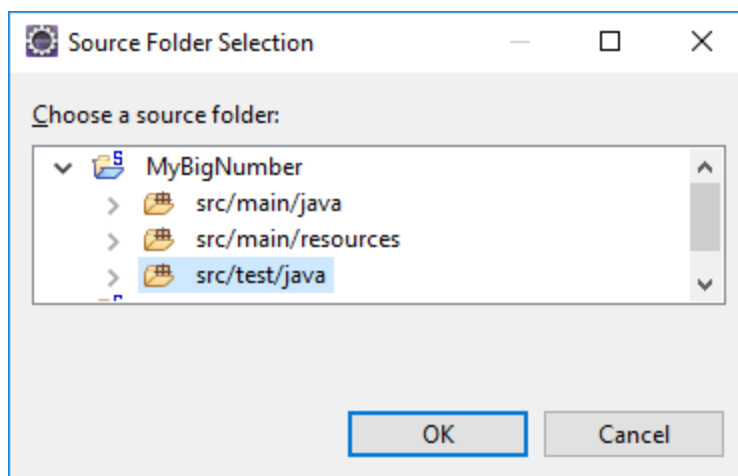 Source Folder Selection
Choose a source folder:
MyBigNumber
src/main/java
src/main/resources
src/test/java
OK Cancel